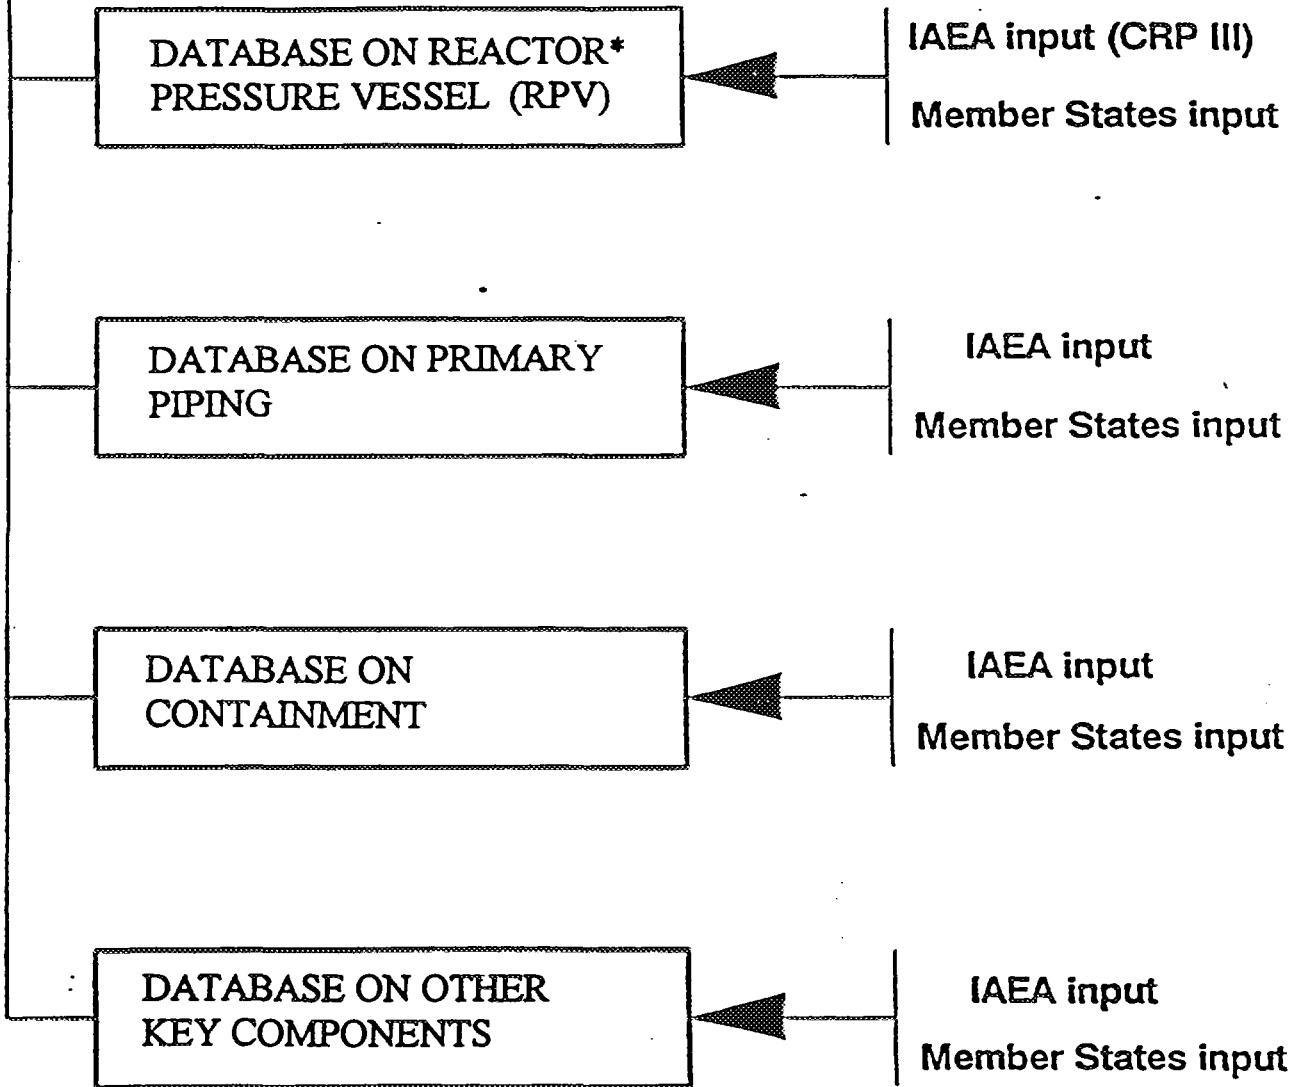 DATABASE ON REACTOR*
PRESSURE VESSEL (RPV)
IAEA input (CRP III)
Member States input
DATABASE ON PRIMARY
PIPING
IAEA input
Member States input
DATABASE ON
CONTAINMENT
IAEA input
Member States input
DATABASE ON OTHER
KEY COMPONENTS
IAEA input
Member States input